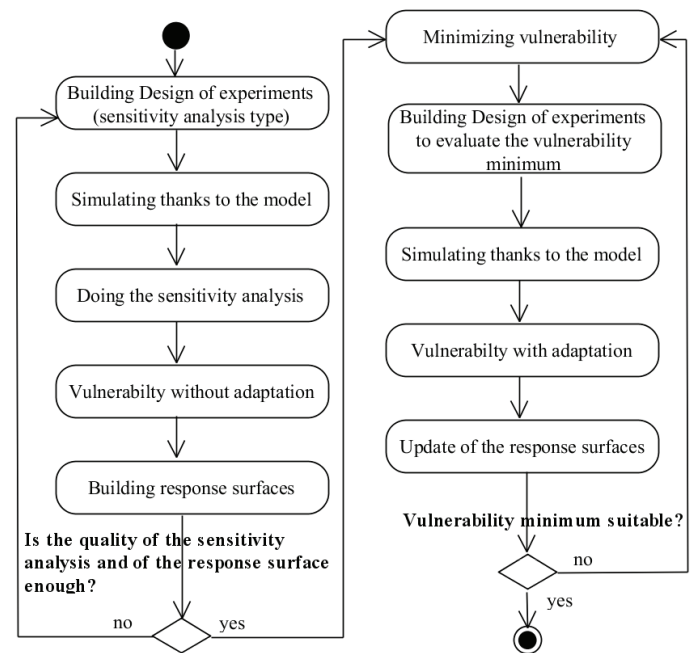 Building Design of experiments
(sensitivity analysis type)
Simulating thanks to the model
Doing the sensitivity analysis
Vulnerabilty without adaptation
Building response surfaces
Is the quality of the sensitivity
analysis and of the response surface
enough?
no
yes
Minimizing vulnerability
Building Design of experiments
to evaluate the vulnerability
minimum
Simulating thanks to the model
Vulnerabilty with adaptation
Update of the response surfaces
Vulnerability minimum suitable?
no
yes